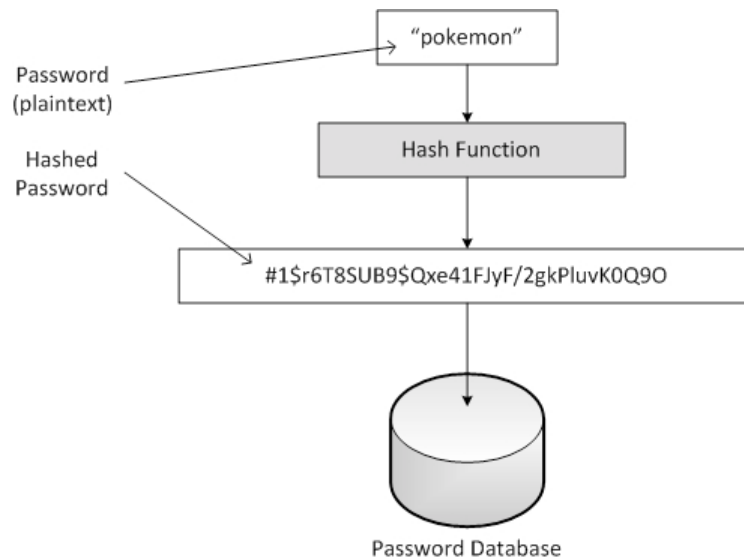 “pokemon”
Password
(plaintext)
Hash Function
Hashed
Password
#1$r6T8SUB9$Qxe41FJyF/2gkPluvK0Q9O
Password Database